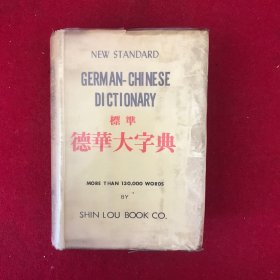 NEW STANDARD
GERMAN-CHINESE
DICTIONARY
標準
德華大字典
MORE THAN 130,000 WORDS
BY
SHIN LOU BOOK CO.